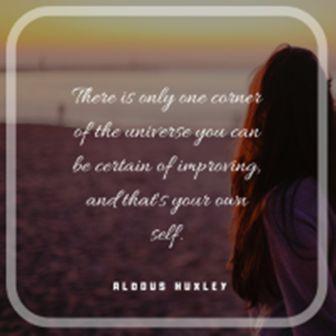 There is only one corner
of the universe you can
be certain of improving,
and that's your own
self.
ALDOUS HUXLEY